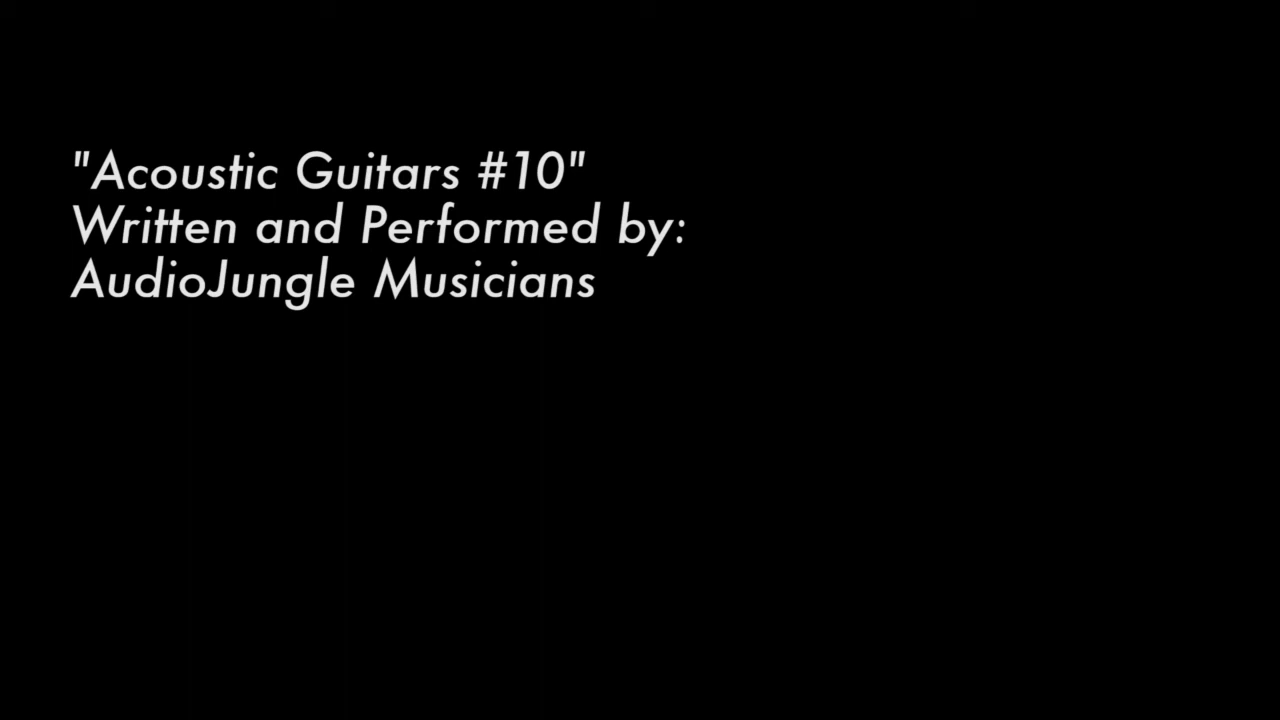 "Acoustic Guitars #10"
Written and Performed by:
AudioJungle Musicians